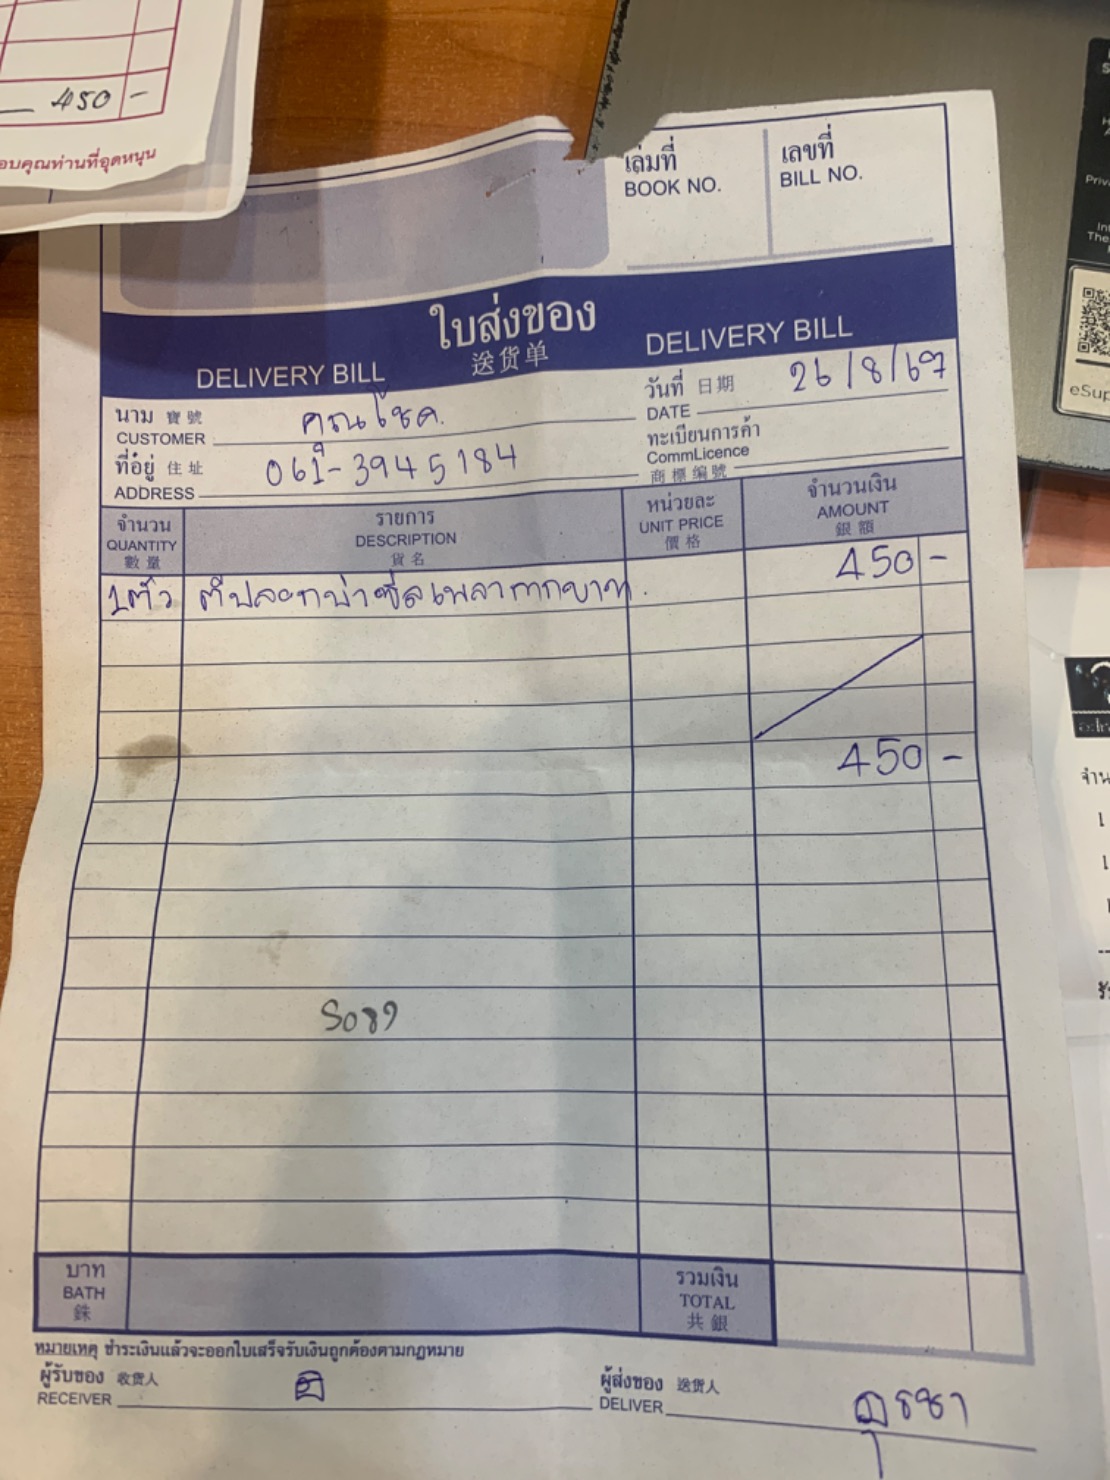 450 -
อบคุณท่านที่อุดหนุน
เล่มที่
BOOK NO.
เลขที่
BILL NO.
ใบส่งของ
DELIVERY BILL 送货单 DELIVERY BILL
นาม 寶號
CUSTOMER คุณโชค.
วันที่ 日期
DATE 26/8/67
ที่อยู่ 住址
ADDRESS 061-3945184
ทะเบียนการค้า
CommLicence
商標編號
จำนวน
QUANTITY
數量
รายการ
DESCRIPTION
貨名
หน่วยละ
UNIT PRICE
價格
จำนวนเงิน
AMOUNT
銀額
1ตัว 450 -
450 -
S089
บาท
BATH
銖
รวมเงิน
TOTAL
共銀
หมายเหตุ ชำระเงินแล้วจะออกใบเสร็จรับเงินถูกต้องตามกฎหมาย
ผู้รับของ 收货人
RECEIVER
ผู้ส่งของ 送货人
DELIVER
eSup
จำน